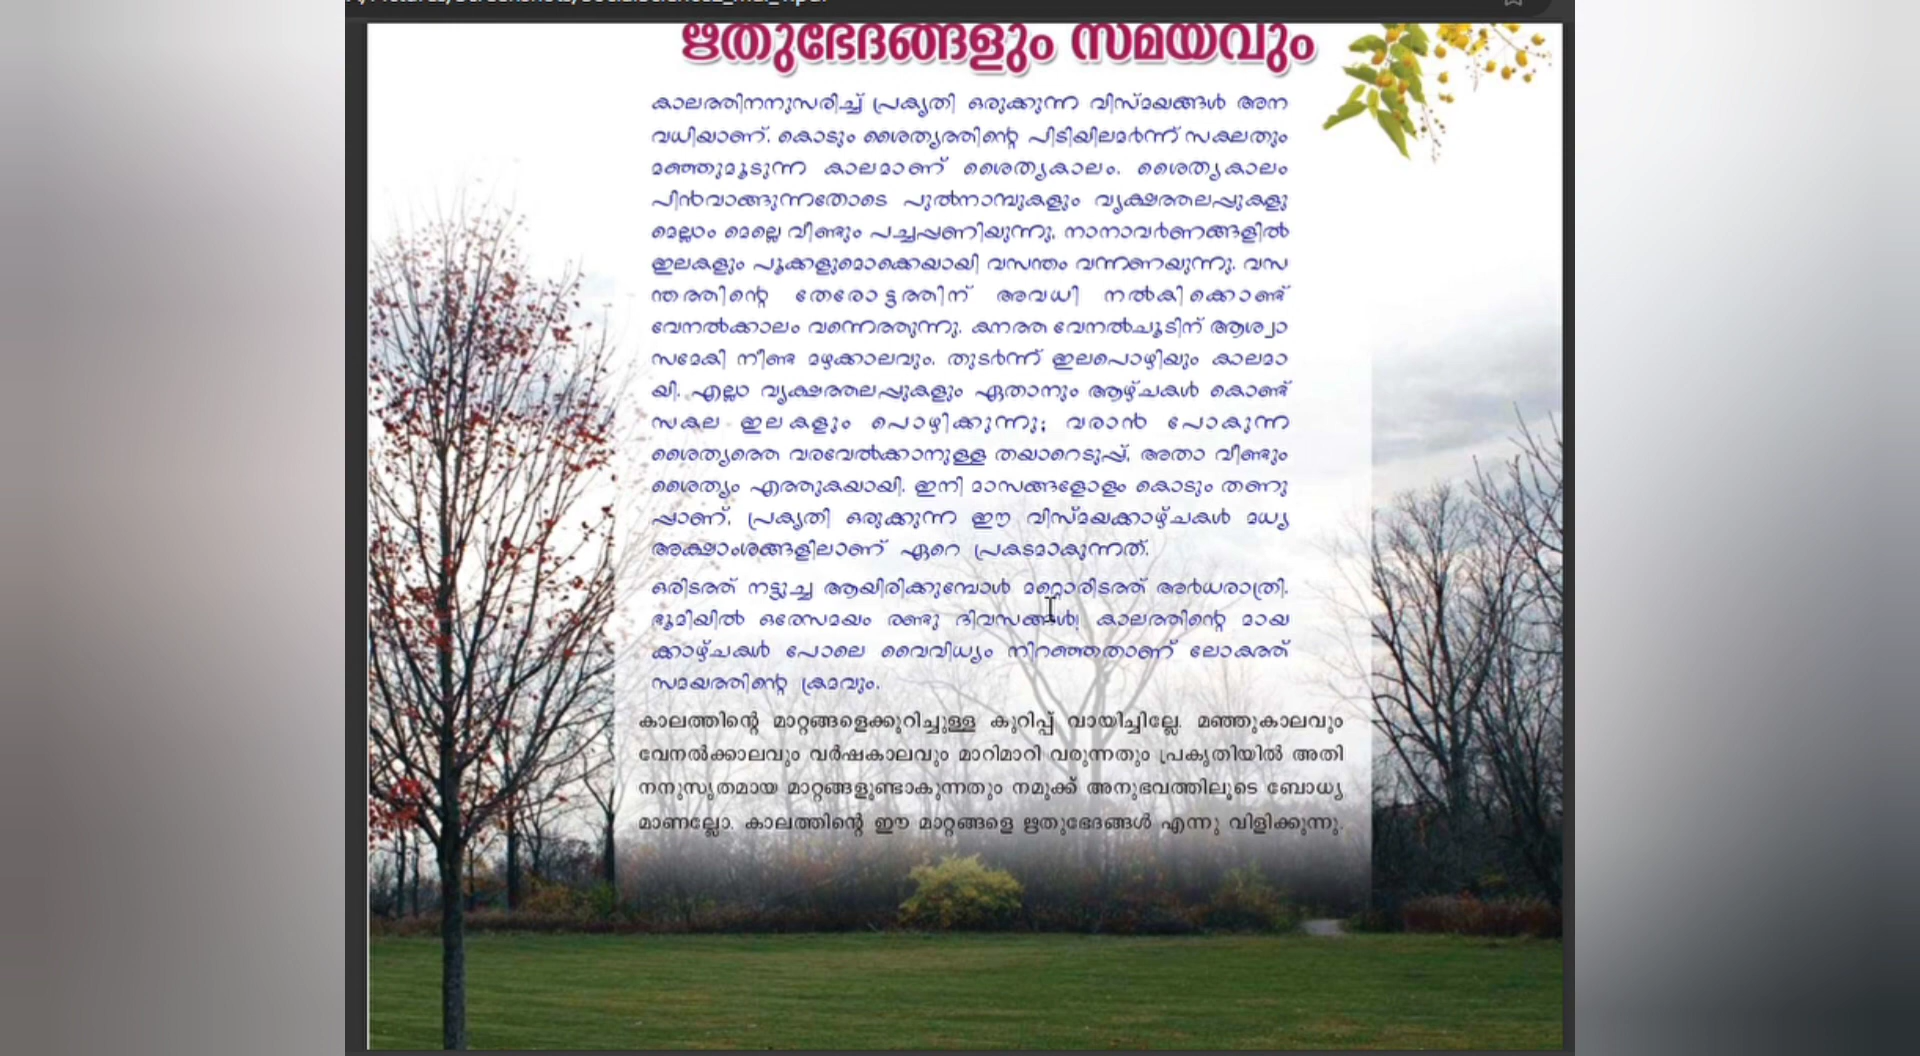 ഋതുഭേദങ്ങളും സമയവും
കാലത്തിനനുസരിച്ച് പ്രകൃതി ഒരുക്കുന്ന വിസ്മയങ്ങൾ അന
വധിയാണ്. കൊടും ശൈത്യത്തിന്റെ പിടിയിലമർന്ന് സകലതും
മഞ്ഞുമൂടുന്ന കാലമാണ് ശൈത്യകാലം. ശൈത്യകാലം
പിൻവാങ്ങുന്നതോടെ പുൽനാമ്പുകളും വൃക്ഷത്തലപ്പുകളു
മെല്ലാം മെല്ലെ വീണ്ടും പച്ചപ്പണിയുന്നു. നാനാവർണങ്ങളിൽ
ഇലകളും പൂക്കളുമൊക്കെയായി വസന്തം വന്നണയുന്നു. വസ
ന്തത്തിന്റെ തേരോട്ടത്തിന് അവധി നൽകിക്കൊണ്ട്
വേനൽക്കാലം വന്നെത്തുന്നു. കനത്ത വേനൽചൂടിന് ആശ്വാ
സമേകി നീണ്ട മഴക്കാലവും. തുടർന്ന് ഇലപൊഴിയും കാലമാ
യി. എല്ലാ വൃക്ഷത്തലപ്പുകളും ഏതാനും ആഴ്ചകൾ കൊണ്ട്
സകല ഇലകളും പൊഴിക്കുന്നു; വരാൻ പോകുന്ന
ശൈത്യത്തെ വരവേൽക്കാനുള്ള തയാറെടുപ്പ്. അതാ വീണ്ടും
ശൈത്യം എത്തുകയായി. ഇനി മാസങ്ങളോളം കൊടും തണു
പ്പാണ്. പ്രകൃതി ഒരുക്കുന്ന ഈ വിസ്മയക്കാഴ്ചകൾ മധ്യ
അക്ഷാംശങ്ങളിലാണ് ഏറെ പ്രകടമാകുന്നത്.
ഒരിടത്ത് നട്ടുച്ച ആയിരിക്കുമ്പോൾ മറ്റൊരിടത്ത് അർധരാത്രി.
ഭൂമിയിൽ ഒരേസമയം രണ്ടു ദിവസങ്ങൾ! കാലത്തിന്റെ മായ
ക്കാഴ്ചകൾ പോലെ വൈവിധ്യം നിറഞ്ഞതാണ് ലോകത്ത്
സമയത്തിന്റെ ക്രമവും.
കാലത്തിന്റെ മാറ്റങ്ങളെക്കുറിച്ചുള്ള കുറിപ്പ് വായിച്ചില്ലേ. മഞ്ഞുകാലവും
വേനൽക്കാലവും വർഷകാലവും മാറിമാറി വരുന്നതും പ്രകൃതിയിൽ അതി
നനുസൃതമായ മാറ്റങ്ങളുണ്ടാകുന്നതും നമുക്ക് അനുഭവത്തിലൂടെ ബോധ്യ
മാണല്ലോ. കാലത്തിന്റെ ഈ മാറ്റങ്ങളെ ഋതുഭേദങ്ങൾ എന്നു വിളിക്കുന്നു.